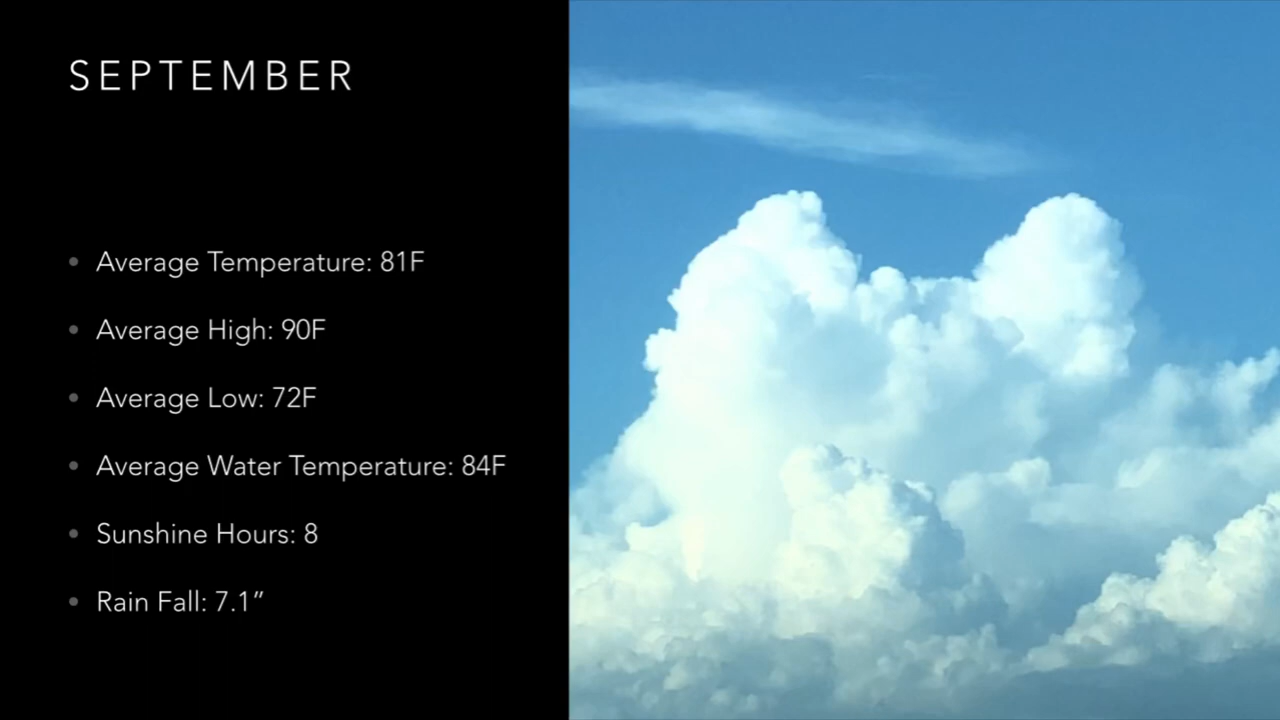 SEPTEMBER
• Average Temperature: 81F
• Average High: 90F
• Average Low: 72F
• Average Water Temperature: 84F
• Sunshine Hours: 8
• Rain Fall: 7.1”